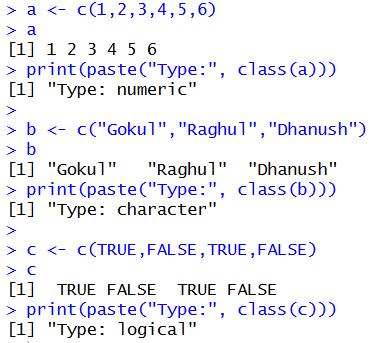 > a <- c(1,2,3,4,5,6)
> a
[1] 1 2 3 4 5 6
> print(paste("Type:", class(a)))
[1] "Type: numeric"
>
> b <- c("Gokul","Raghul","Dhanush")
> b
[1] "Gokul"   "Raghul"  "Dhanush"
> print(paste("Type:", class(b)))
[1] "Type: character"
>
> c <- c(TRUE,FALSE,TRUE,FALSE)
> c
[1]  TRUE FALSE  TRUE FALSE
> print(paste("Type:", class(c)))
[1] "Type: logical"